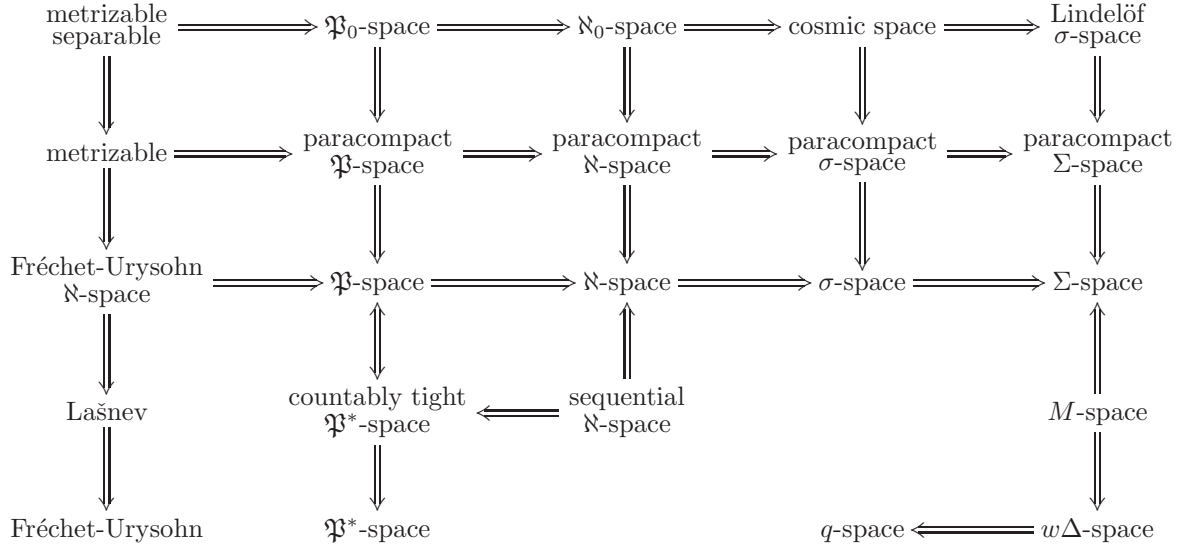 metrizable
separable
𝔓₀-space
ℵ₀-space
cosmic space
Lindelöf
σ-space
metrizable
paracompact
𝔓-space
paracompact
ℵ-space
paracompact
σ-space
paracompact
Σ-space
Fréchet-Urysohn
ℵ-space
𝔓-space
ℵ-space
σ-space
Σ-space
Lašnev
countably tight
𝔓*-space
sequential
ℵ-space
M-space
Fréchet-Urysohn
𝔓*-space
q-space
wΔ-space